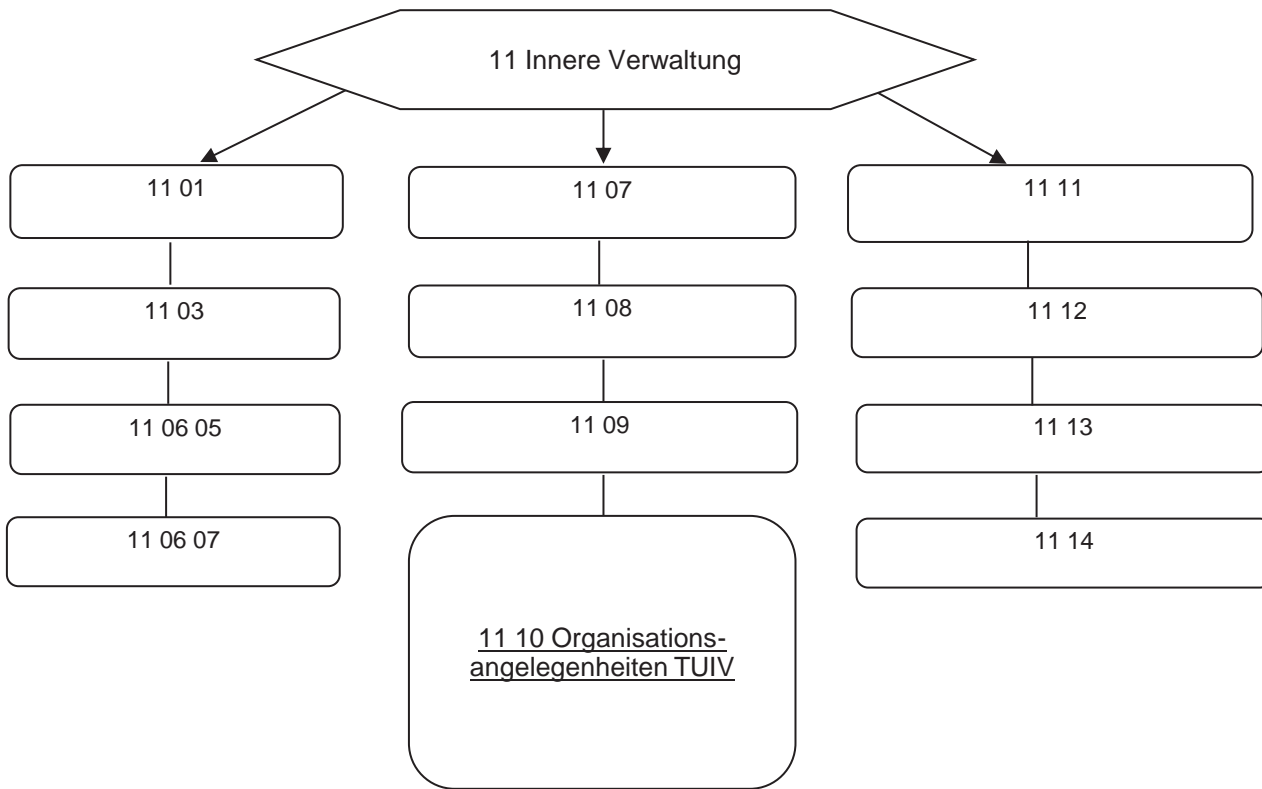 11 Innere Verwaltung
11 01
11 07
11 11
11 03
11 08
11 12
11 06 05
11 09
11 13
11 06 07
11 14
11 10 Organisations-
angelegenheiten TUIV